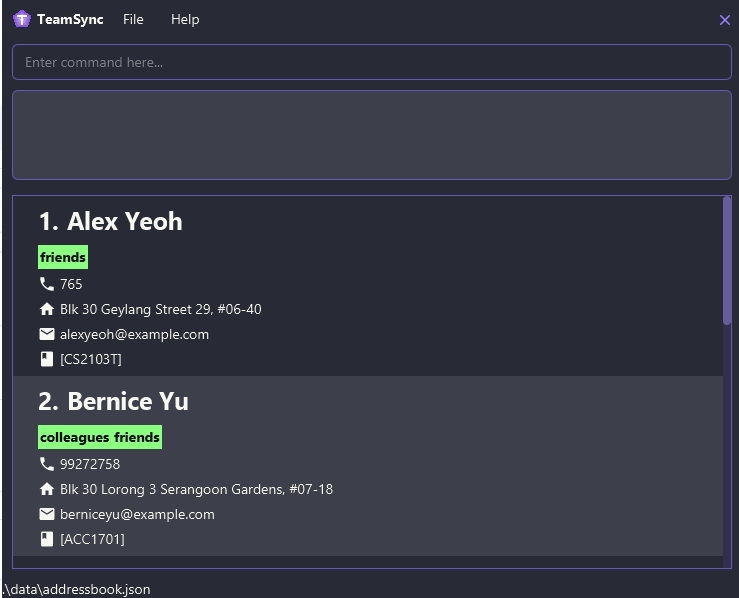 TeamSync File Help
Enter command here...
1. Alex Yeoh
friends
765
Blk 30 Geylang Street 29, #06-40
alexyeoh@example.com
[CS2103T]
2. Bernice Yu
colleagues friends
99272758
Blk 30 Lorong 3 Serangoon Gardens, #07-18
berniceyu@example.com
[ACC1701]
.\data\addressbook.json